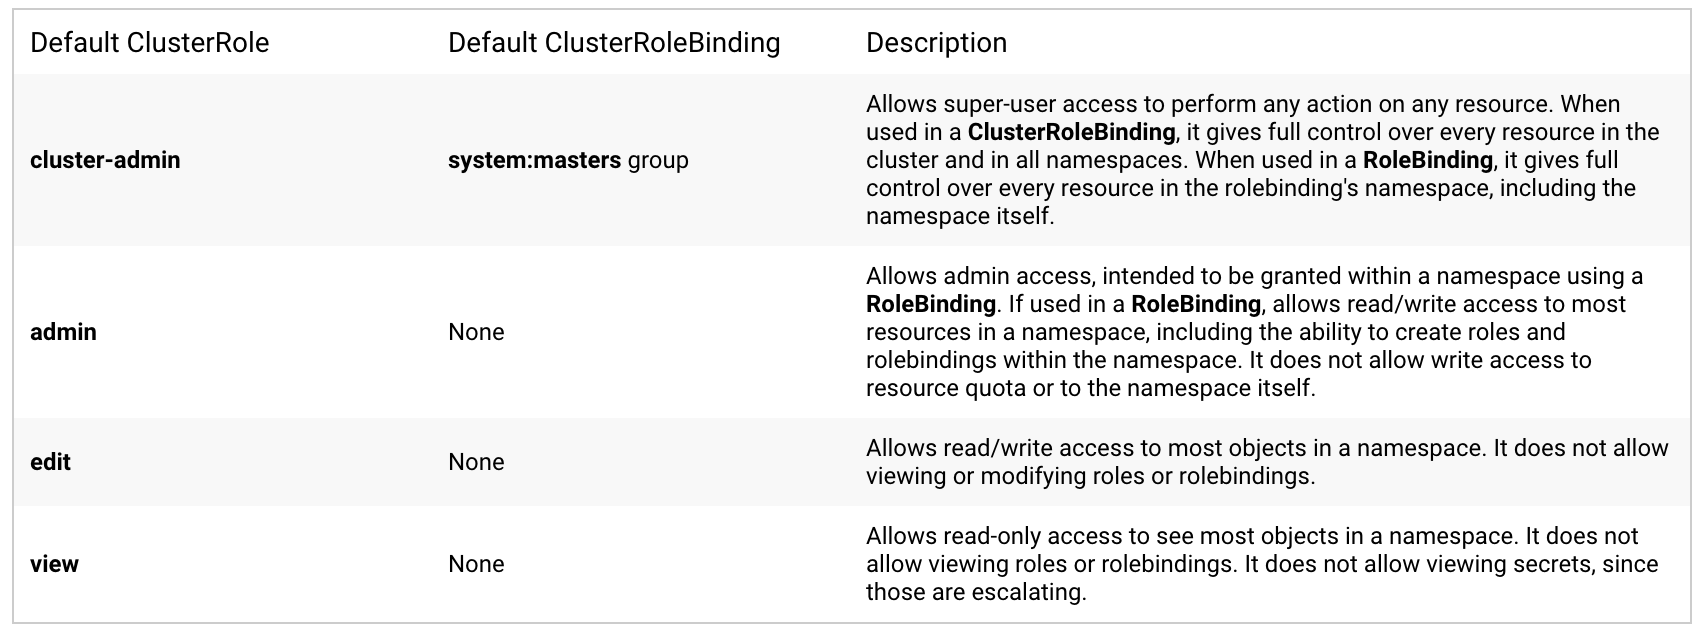 Default ClusterRole Default ClusterRoleBinding Description
cluster-admin
system:masters group
Allows super-user access to perform any action on any resource. When
used in a ClusterRoleBinding, it gives full control over every resource in the
cluster and in all namespaces. When used in a RoleBinding, it gives full
control over every resource in the rolebinding's namespace, including the
namespace itself.
admin
None
Allows admin access, intended to be granted within a namespace using a
RoleBinding. If used in a RoleBinding, allows read/write access to most
resources in a namespace, including the ability to create roles and
rolebindings within the namespace. It does not allow write access to
resource quota or to the namespace itself.
edit
None
Allows read/write access to most objects in a namespace. It does not allow
viewing or modifying roles or rolebindings.
view
None
Allows read-only access to see most objects in a namespace. It does not
allow viewing roles or rolebindings. It does not allow viewing secrets, since
those are escalating.